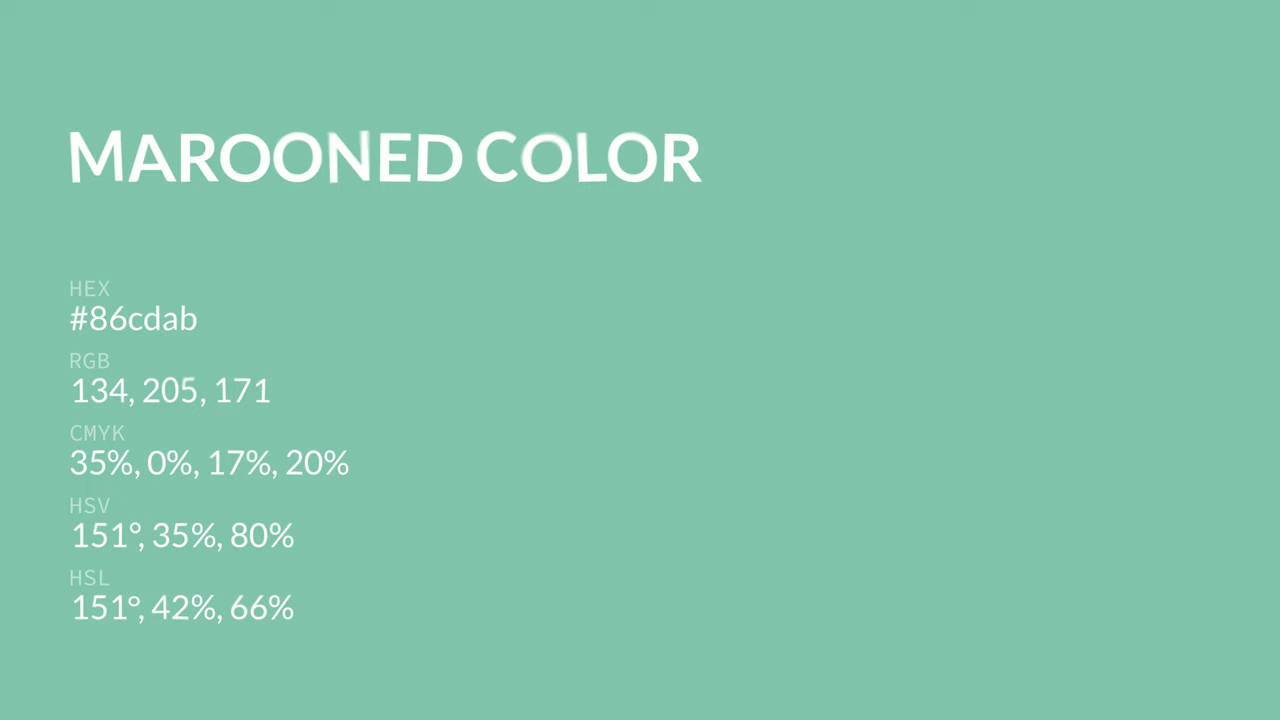 MAROONED COLOR
HEX
#86cdab
RGB
134, 205, 171
CMYK
35%, 0%, 17%, 20%
HSV
151°, 35%, 80%
HSL
151°, 42%, 66%